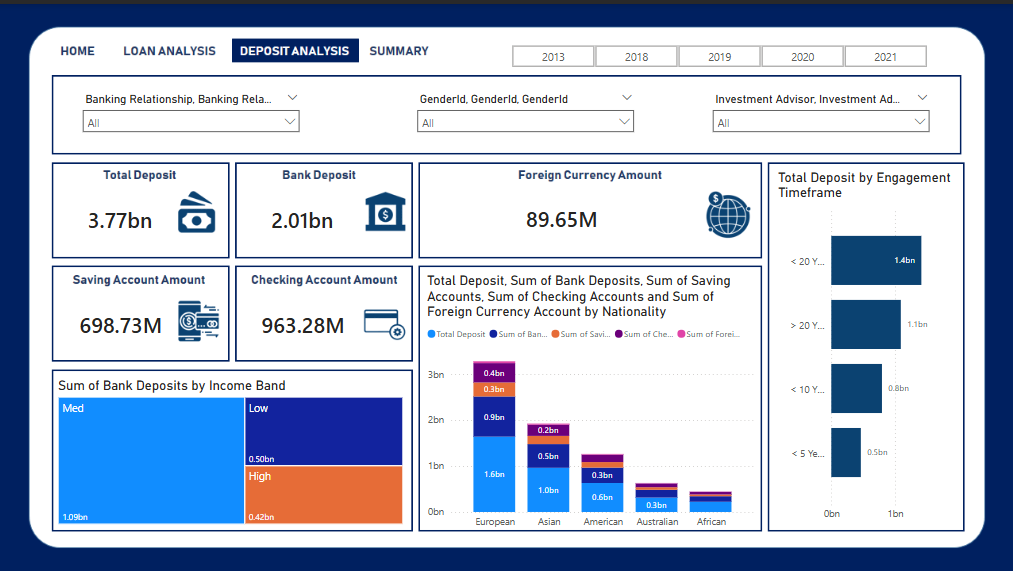 HOME LOAN ANALYSIS DEPOSIT ANALYSIS SUMMARY
2013 2018 2019 2020 2021
Banking Relationship, Banking Rela...
All
GenderId, GenderId, GenderId
All
Investment Advisor, Investment Ad...
All
Total Deposit
3.77bn
Bank Deposit
2.01bn
Foreign Currency Amount
89.65M
Saving Account Amount
698.73M
Checking Account Amount
963.28M
Sum of Bank Deposits by Income Band
Med
1.09bn
Low
0.50bn
High
0.42bn
Total Deposit, Sum of Bank Deposits, Sum of Saving
Accounts, Sum of Checking Accounts and Sum of
Foreign Currency Account by Nationality
Total Deposit Sum of Ban... Sum of Savi... Sum of Che... Sum of Forei...
3bn
2bn
1bn
0bn
0.4bn
0.3bn
0.9bn
1.6bn
0.2bn
0.5bn
1.0bn
0.3bn
0.6bn
0.3bn
European Asian American Australian African
Total Deposit by Engagement
Timeframe
< 20 Y... 1.4bn
> 20 Y... 1.1bn
< 10 Y... 0.8bn
< 5 Ye... 0.5bn
0bn 1bn